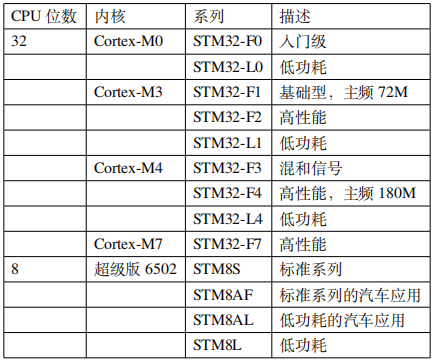 CPU 位数 内核 系列 描述
32 Cortex-M0 STM32-F0 入门级
STM32-L0 低功耗
Cortex-M3 STM32-F1 基础型，主频 72M
STM32-F2 高性能
STM32-L1 低功耗
Cortex-M4 STM32-F3 混和信号
STM32-F4 高性能，主频 180M
STM32-L4 低功耗
Cortex-M7 STM32-F7 高性能
8 超级版 6502 STM8S 标准系列
STM8AF 标准系列的汽车应用
STM8AL 低功耗的汽车应用
STM8L 低功耗